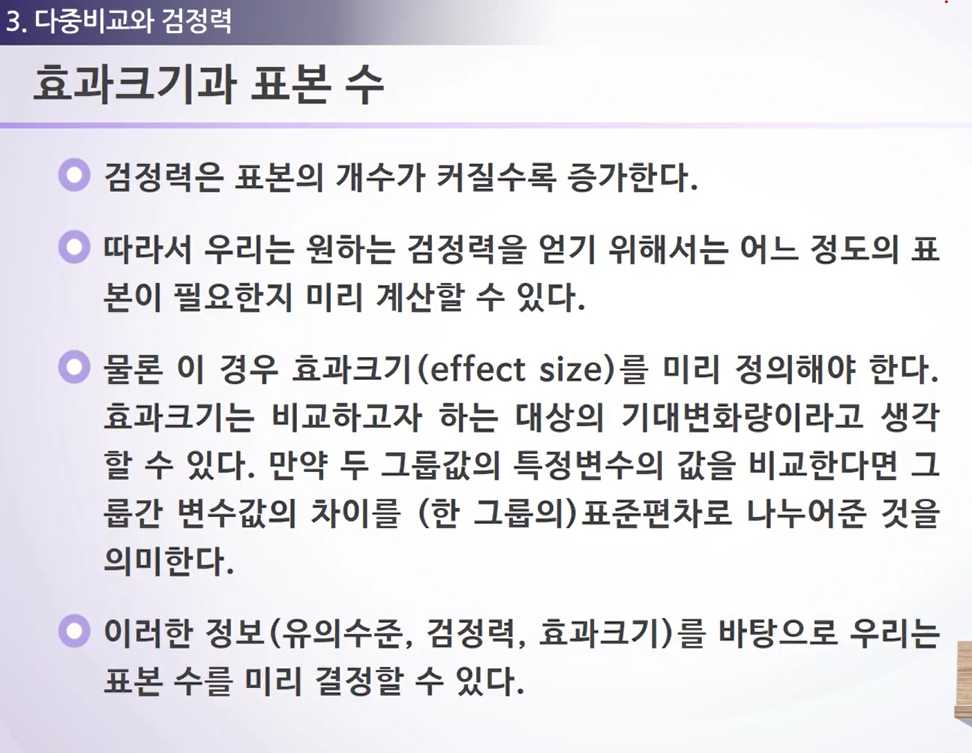 3. 다중비교와 검정력
효과크기과 표본 수
검정력은 표본의 개수가 커질수록 증가한다.
따라서 우리는 원하는 검정력을 얻기 위해서는 어느 정도의 표
본이 필요한지 미리 계산할 수 있다.
물론 이 경우 효과크기(effect size)를 미리 정의해야 한다.
효과크기는 비교하고자 하는 대상의 기대변화량이라고 생각
할 수 있다. 만약 두 그룹값의 특정변수의 값을 비교한다면 그
룹간 변수값의 차이를 (한 그룹의)표준편차로 나누어준 것을
의미한다.
이러한 정보(유의수준, 검정력, 효과크기)를 바탕으로 우리는
표본 수를 미리 결정할 수 있다.